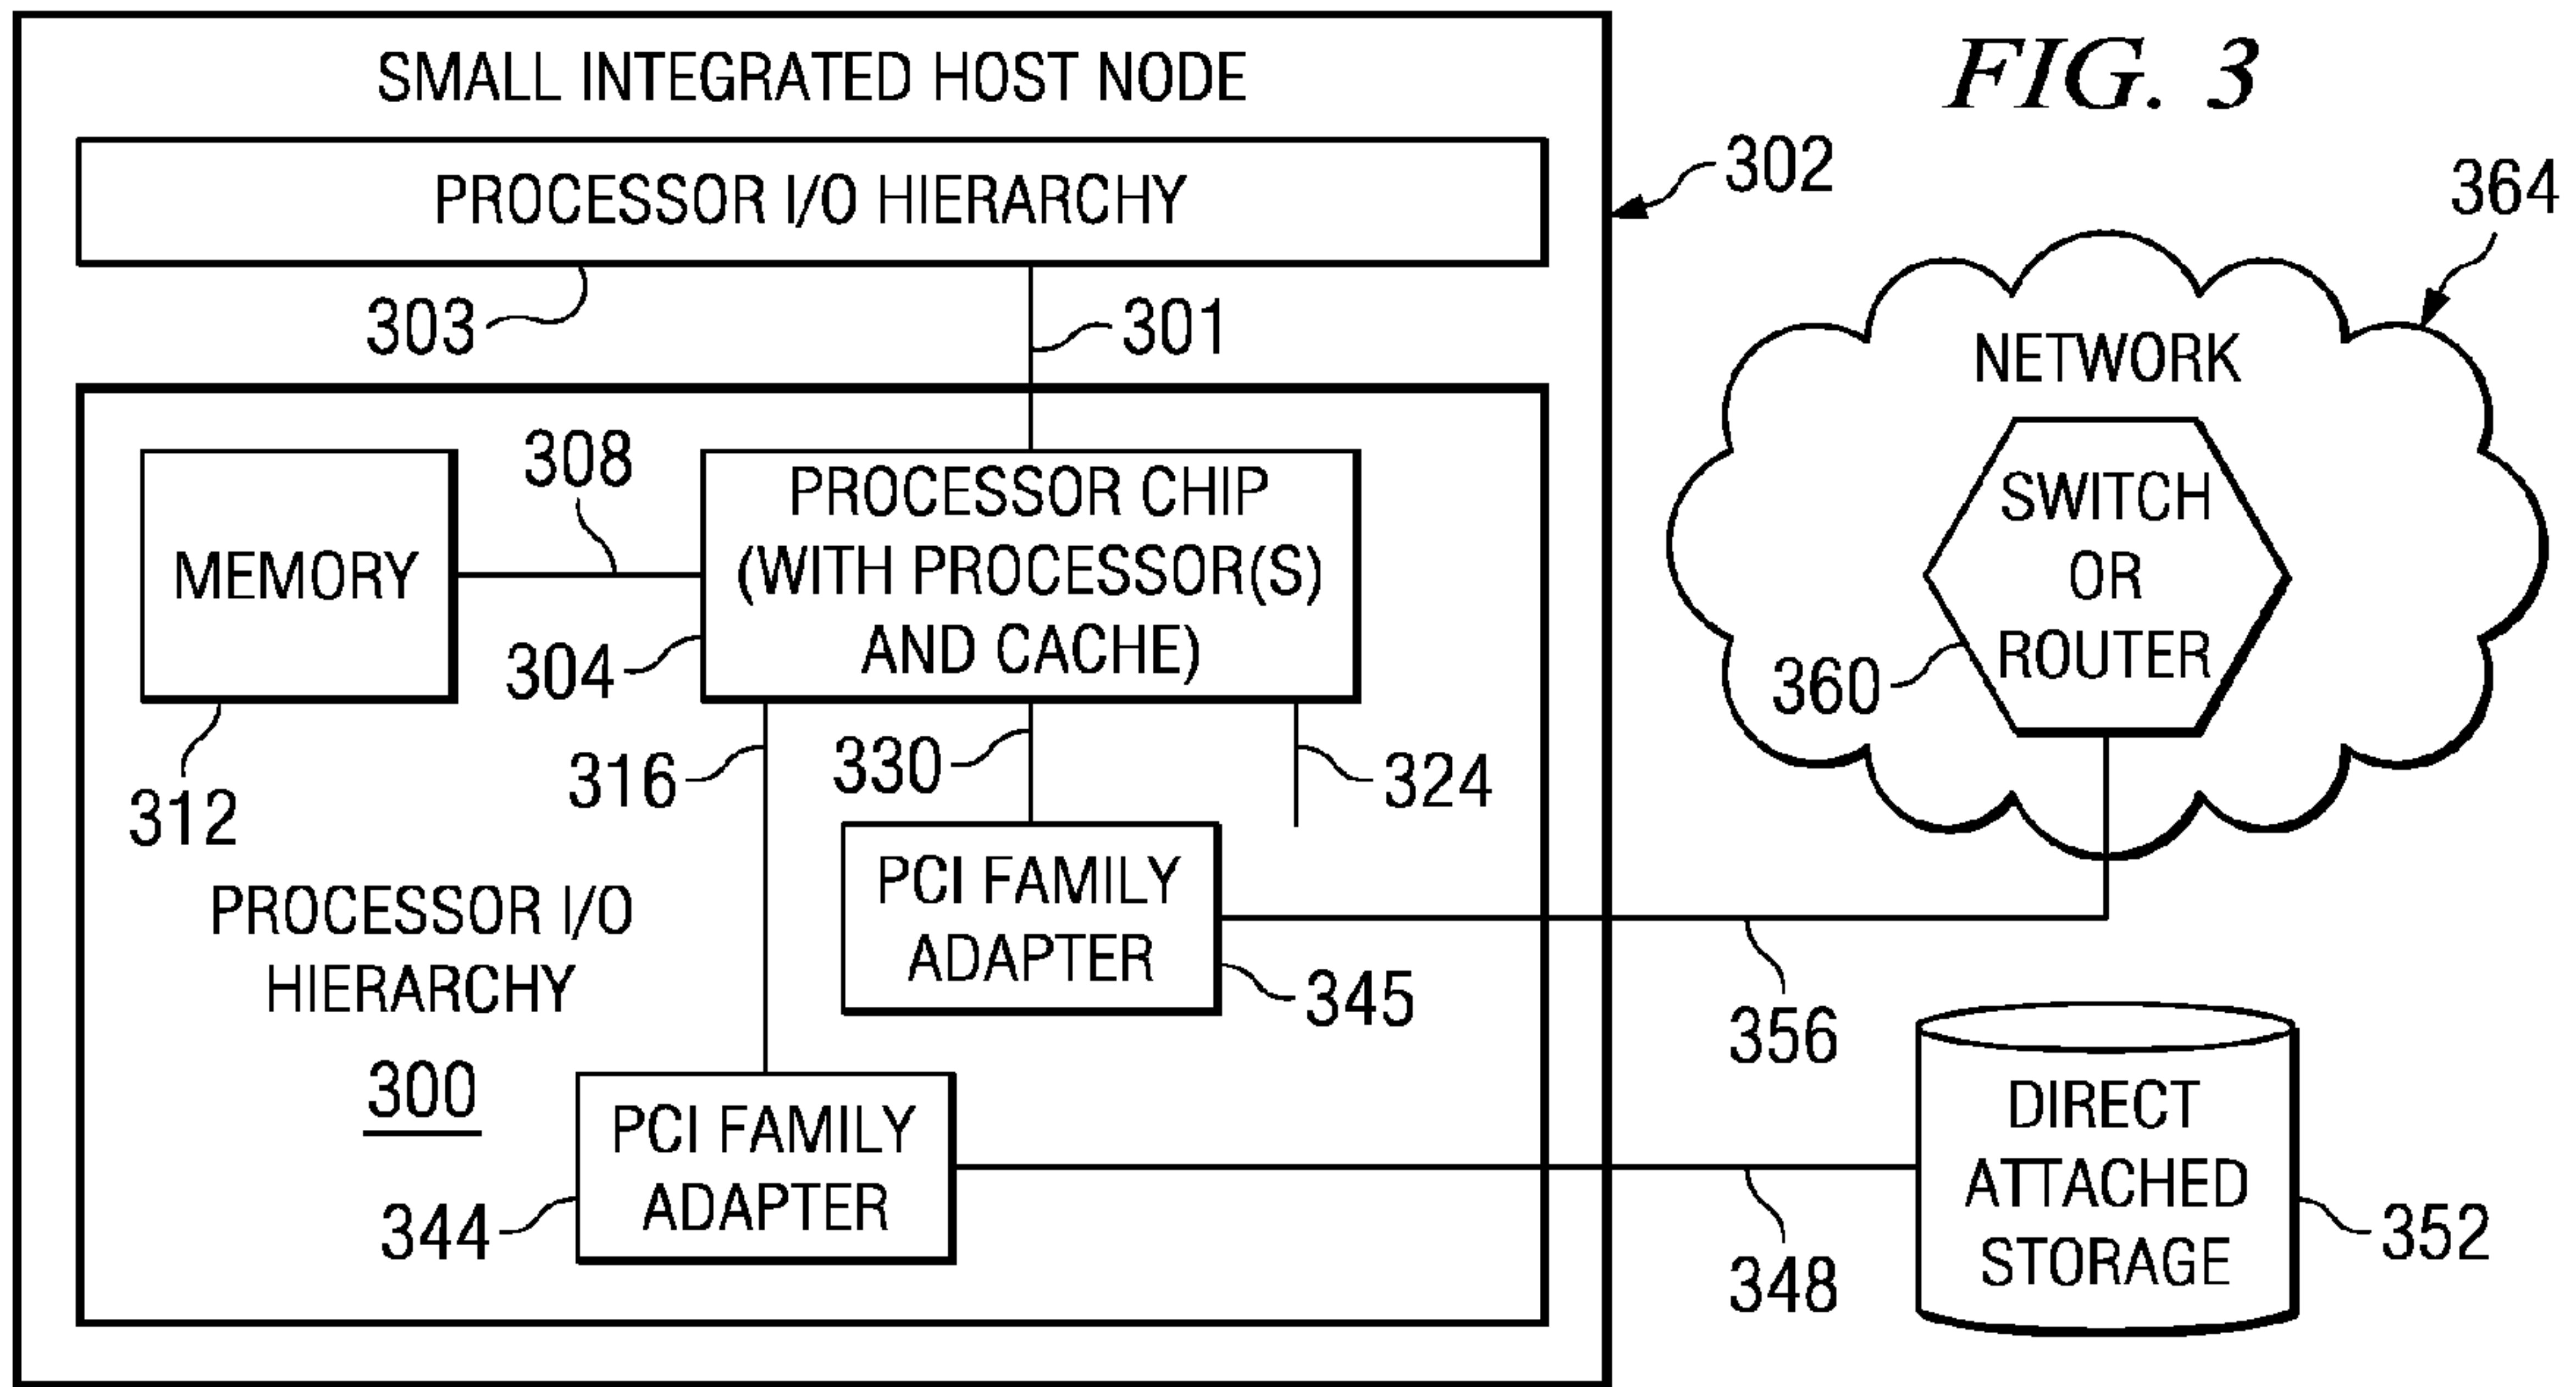 FIG. 3
SMALL INTEGRATED HOST NODE
PROCESSOR I/O HIERARCHY
302
364
303
301
NETWORK
308
MEMORY
PROCESSOR CHIP
(WITH PROCESSOR(S)
AND CACHE)
304
312
SWITCH
OR
ROUTER
360
316
330
324
PROCESSOR I/O
HIERARCHY
300
PCI FAMILY
ADAPTER
345
356
PCI FAMILY
ADAPTER
344
348
DIRECT
ATTACHED
STORAGE
352